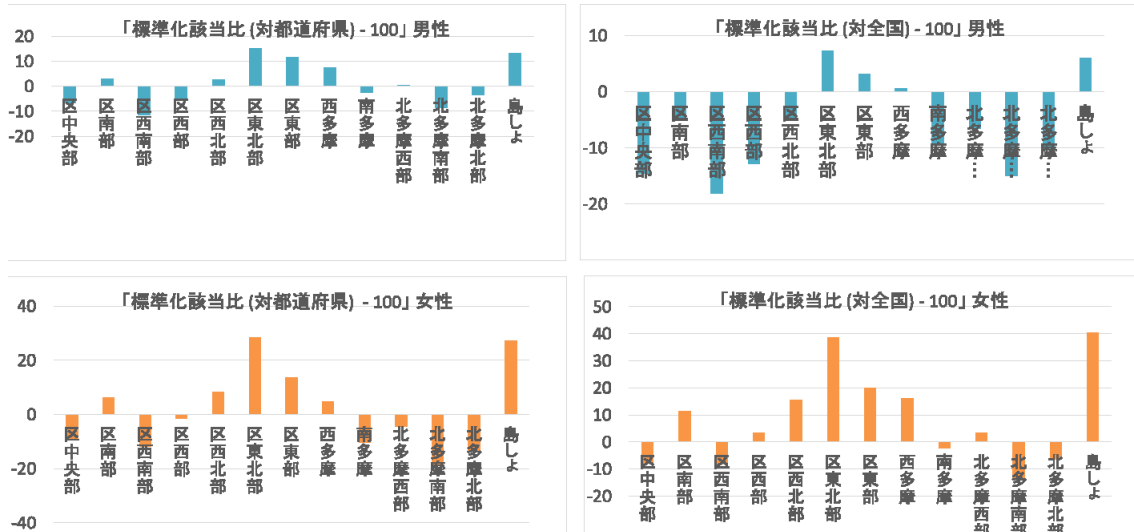 「標準化該当比 (対都道府県) - 100」 男性
20
10
0
-10
-20
区中央部
区南部
区西南部
区西部
区西北部
区東北部
区東部
西多摩
南多摩
北多摩西部
北多摩南部
北多摩北部
島しょ
「標準化該当比 (対全国) - 100」 男性
10
0
-10
-20
区中央部
区南部
区西南部
区西部
区西北部
区東北部
区東部
西多摩
南多摩
北多摩…
北多摩…
北多摩…
島しょ
「標準化該当比 (対都道府県) - 100」 女性
40
20
0
-20
-40
区中央部
区南部
区西南部
区西部
区西北部
区東北部
区東部
西多摩
南多摩
北多摩西部
北多摩南部
北多摩北部
島しょ
「標準化該当比 (対全国) - 100」 女性
50
40
30
20
10
0
-10
-20
区中央部
区南部
区西南部
区西部
区西北部
区東北部
区東部
西多摩
南多摩
北多摩西部
北多摩南部
北多摩北部
島しょ